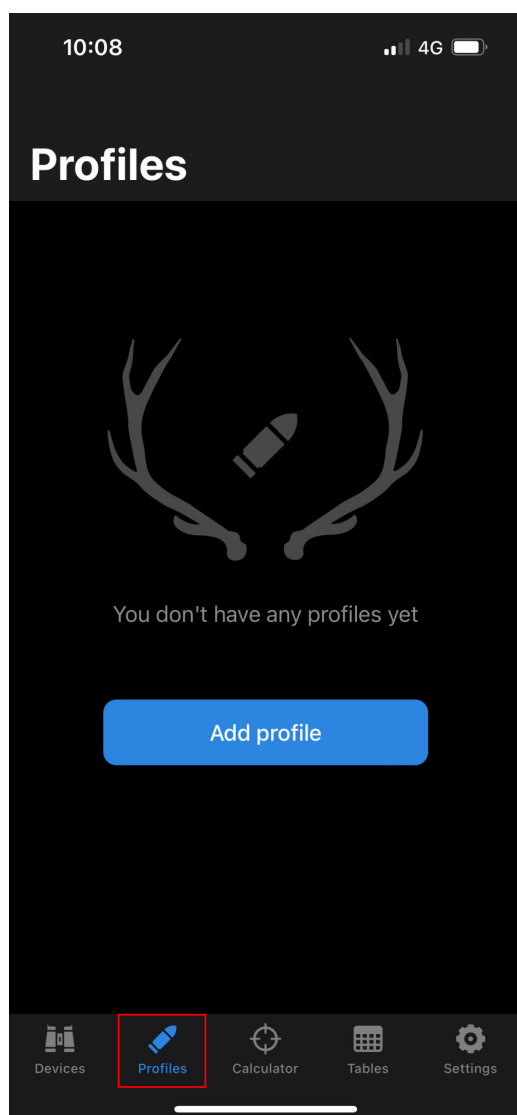 10:08 4G
Profiles
You don't have any profiles yet
Add profile
Devices Profiles Calculator Tables Settings